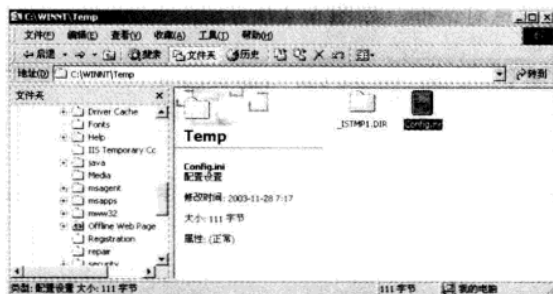 C:\WINNT\Temp
文件(F) 编辑(E) 查看(V) 收藏(A) 工具(T) 帮助(H)
后退 搜索 文件夹 历史
地址(D) C:\WINNT\Temp 转到
文件夹
Driver Cache
Fonts
Help
IIS Temporary Cc
java
Media
msagent
msapps
mww32
Offline Web Page
Registration
repair
security
Temp
Config.ini
配置设置
修改时间: 2003-11-28 7:17
大小: 111 字节
属性: (正常)
_ISTMP1.DIR
Config.ini
类型: 配置设置 大小: 111 字节 111 字节 我的电脑